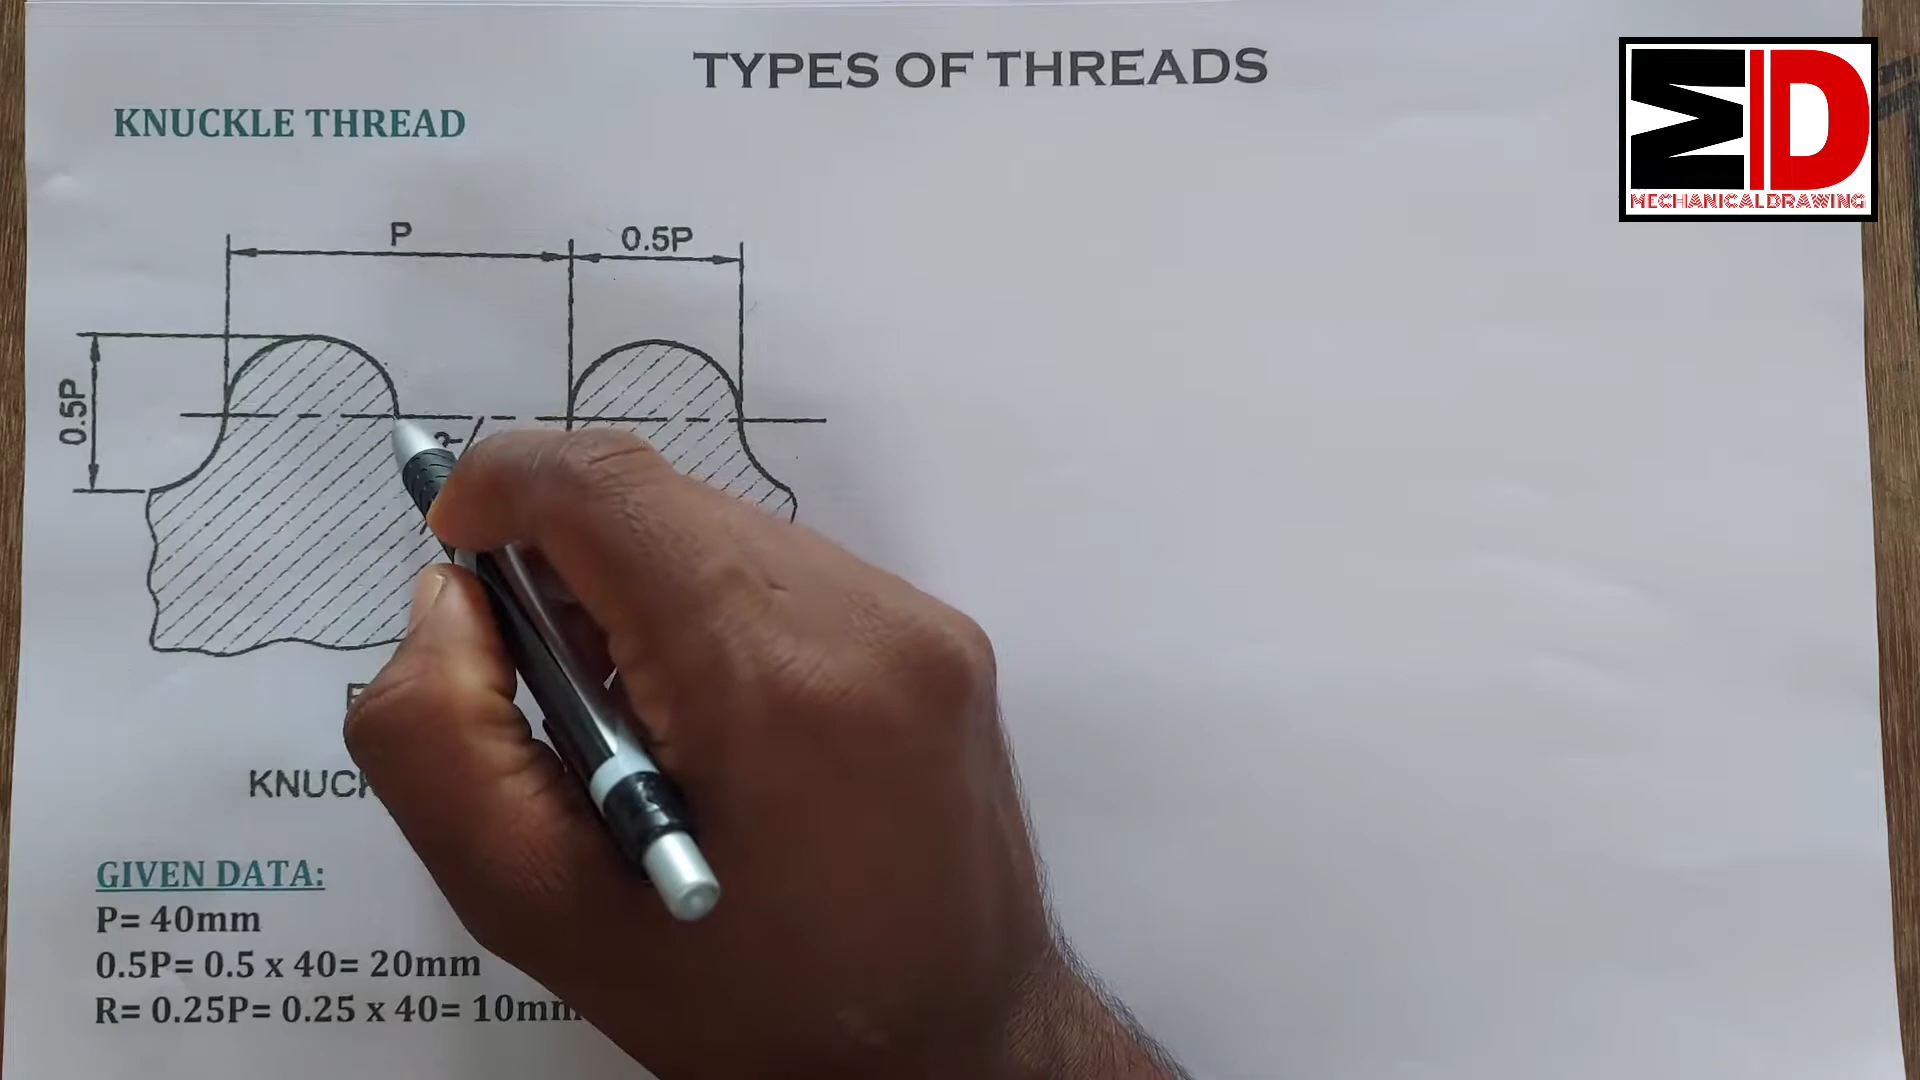 TYPES OF THREADS
KNUCKLE THREAD
MECHANICALDRAWING
P
0.5P
0.5P
GIVEN DATA:
P= 40mm
0.5P= 0.5 x 40= 20mm
R= 0.25P= 0.25 x 40= 10mm